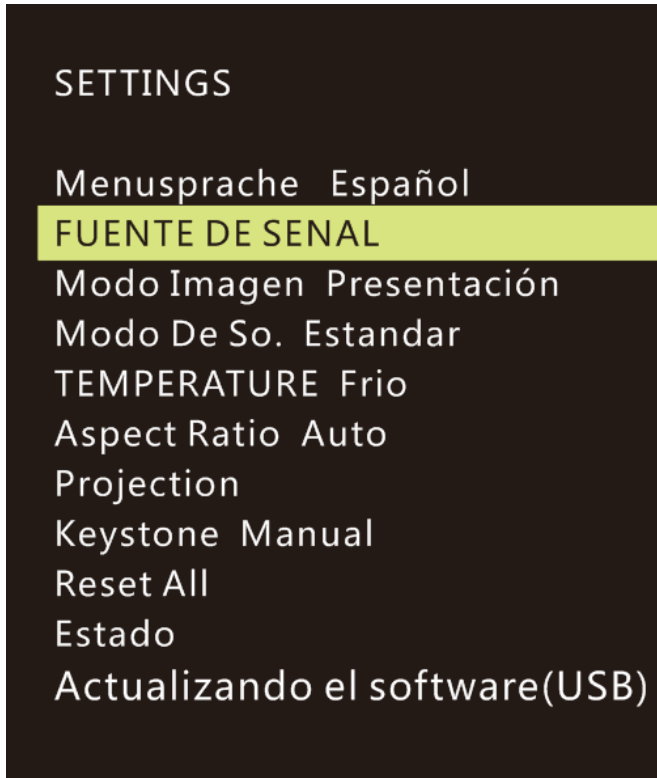 SETTINGS
Menusprache Español
FUENTE DE SENAL
Modo Imagen Presentación
Modo De So. Estandar
TEMPERATURE Frio
Aspect Ratio Auto
Projection
Keystone Manual
Reset All
Estado
Actualizando el software(USB)